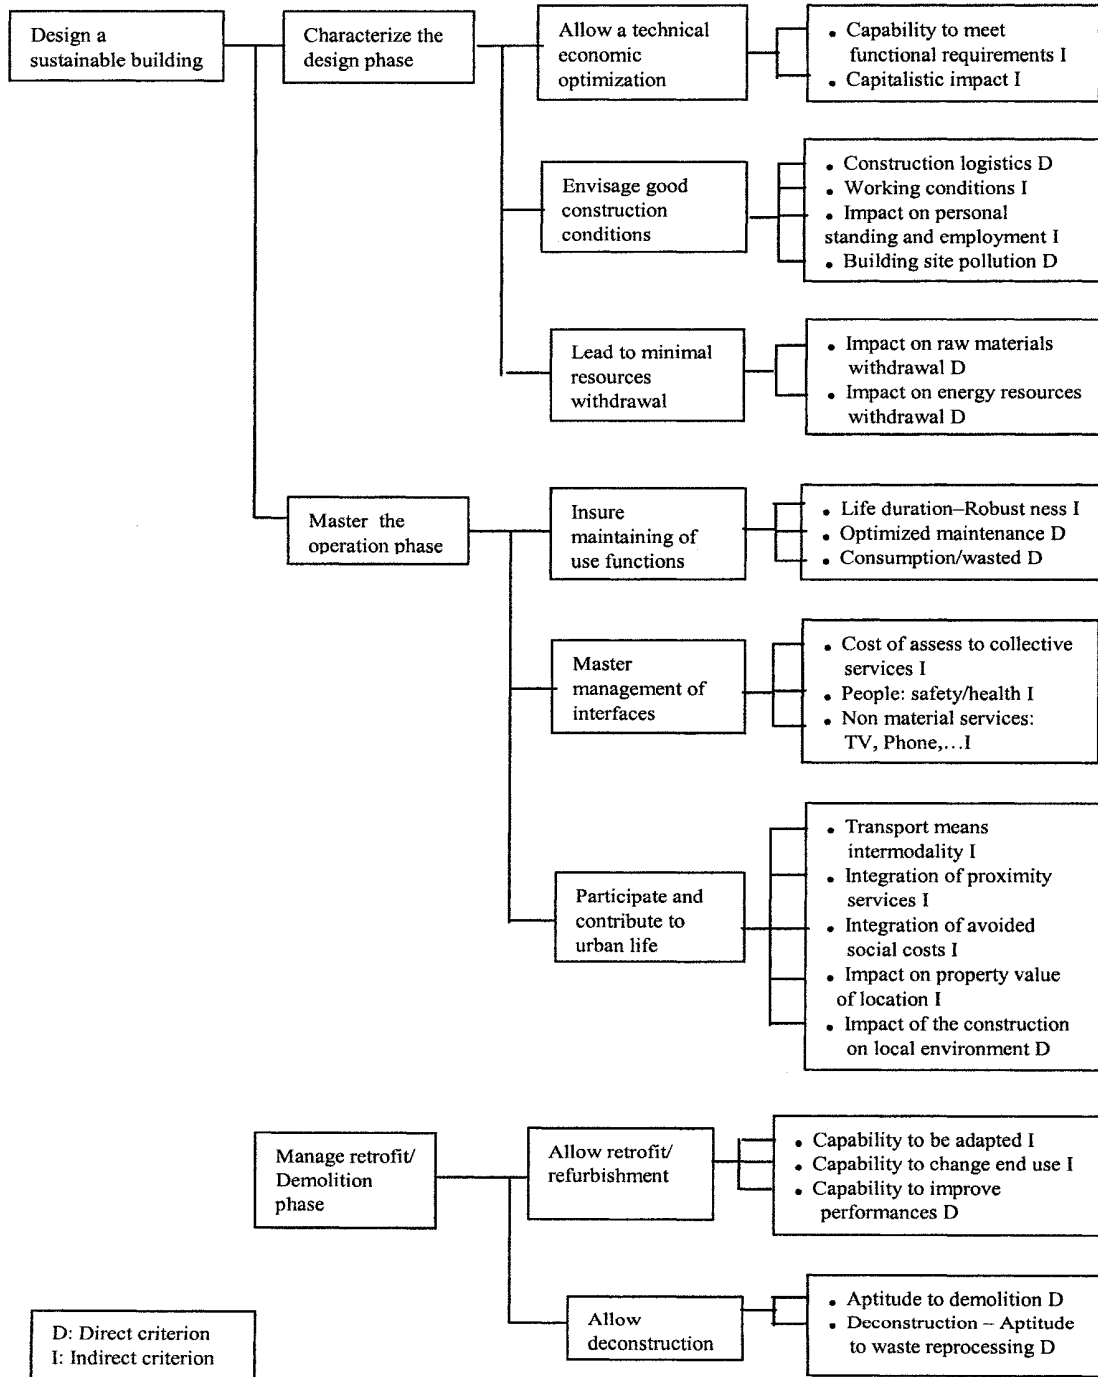 Design a
sustainable building
Characterize the
design phase
Allow a technical
economic
optimization
• Capability to meet
functional requirements I
• Capitalistic impact I
Envisage good
construction
conditions
• Construction logistics D
• Working conditions I
• Impact on personal
standing and employment I
• Building site pollution D
Lead to minimal
resources
withdrawal
• Impact on raw materials
withdrawal D
• Impact on energy resources
withdrawal D
Master the
operation phase
Insure
maintaining of
use functions
• Life duration–Robust ness I
• Optimized maintenance D
• Consumption/wasted D
Master
management of
interfaces
• Cost of assess to collective
services I
• People: safety/health I
• Non material services:
TV, Phone,...I
Participate and
contribute to
urban life
• Transport means
intermodality I
• Integration of proximity
services I
• Integration of avoided
social costs I
• Impact on property value
of location I
• Impact of the construction
on local environment D
Manage retrofit/
Demolition
phase
Allow retrofit/
refurbishment
• Capability to be adapted I
• Capability to change end use I
• Capability to improve
performances D
Allow
deconstruction
• Aptitude to demolition D
• Deconstruction – Aptitude
to waste reprocessing D
D: Direct criterion
I: Indirect criterion